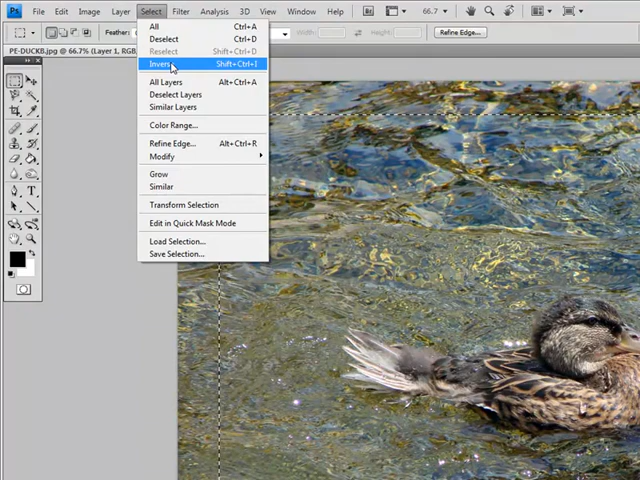 Ps File Edit Image Layer Select Filter Analysis 3D View Window Help 66.7
Feather: Width: Height: Refine Edge...
PE-DUCKB.jpg @ 66.7% (Layer 1, RGB/
All Ctrl+A
Deselect Ctrl+D
Reselect Shift+Ctrl+D
Inverse Shift+Ctrl+I
All Layers Alt+Ctrl+A
Deselect Layers
Similar Layers
Color Range...
Refine Edge... Alt+Ctrl+R
Modify
Grow
Similar
Transform Selection
Edit in Quick Mask Mode
Load Selection...
Save Selection...